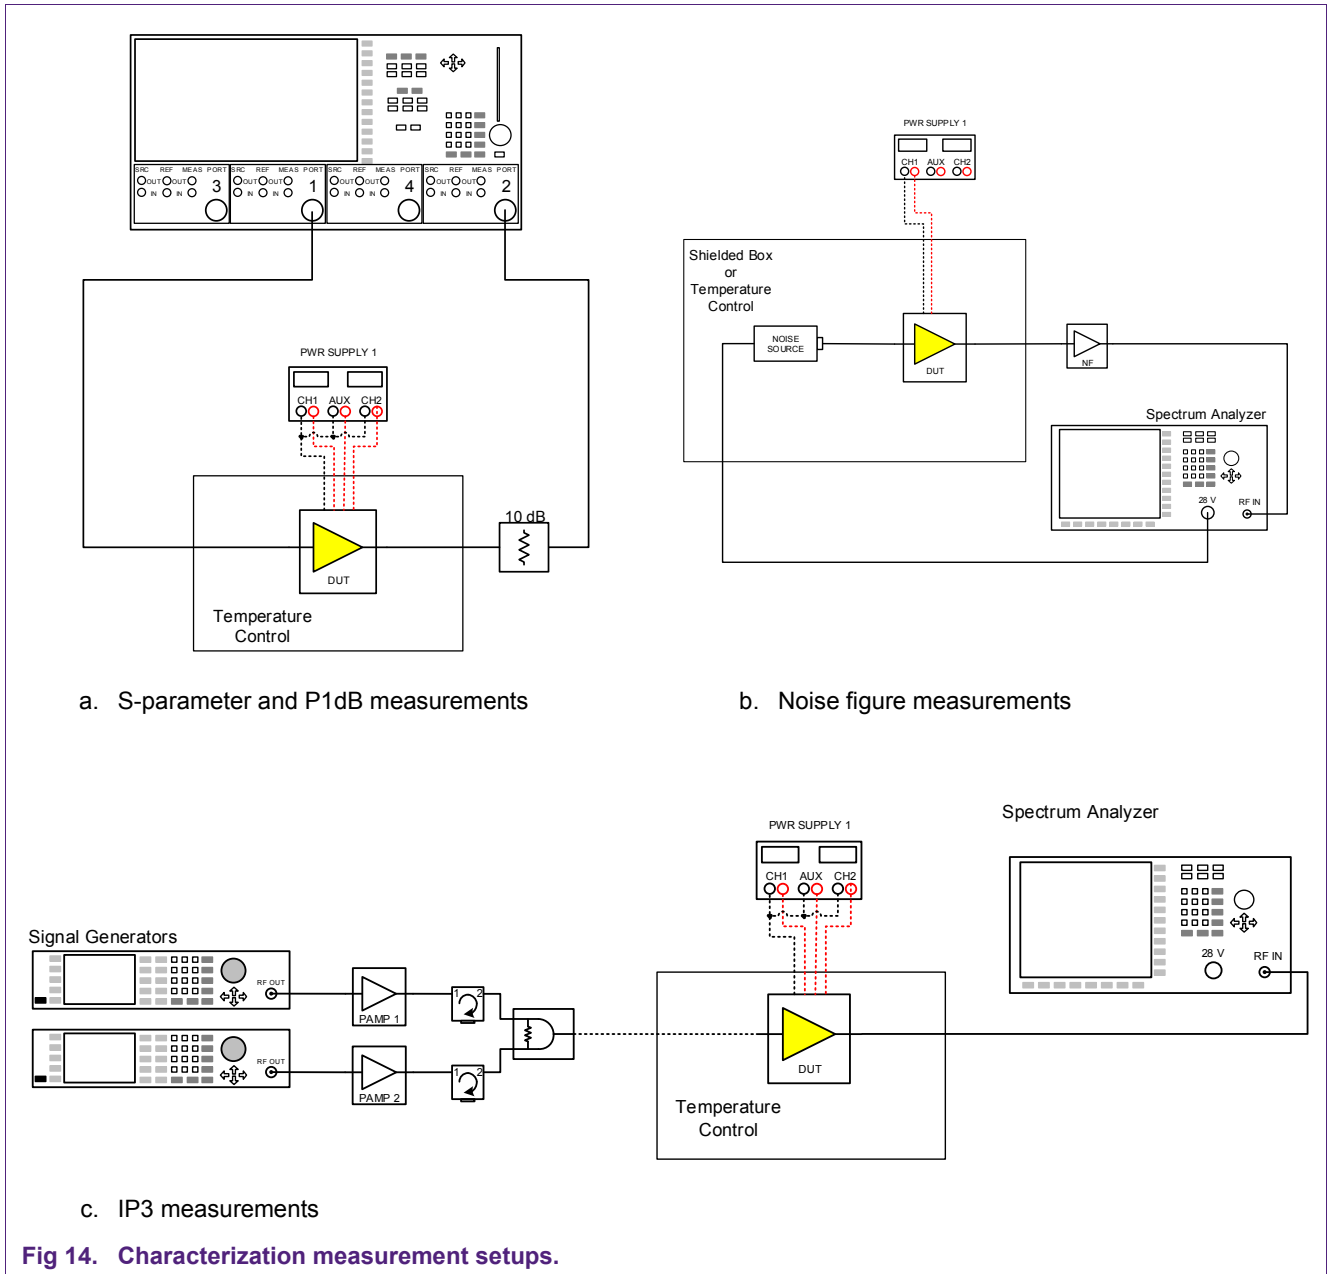 SRC REF MEAS PORT SRC REF MEAS PORT SRC REF MEAS PORT SRC REF MEAS PORT
OUT OUT OUT OUT OUT OUT OUT OUT
3 1 4 2
IN IN IN IN IN IN IN IN
PWR SUPPLY 1
CH1 AUX CH2
10 dB
DUT
Temperature
Control
a. S-parameter and P1dB measurements
PWR SUPPLY 1
CH1 AUX CH2
Shielded Box
or
Temperature
Control
NOISE
SOURCE
DUT
NF
Spectrum Analyzer
28 V
RF IN
b. Noise figure measurements
Signal Generators
RF OUT
PAMP 1
1 2
RF OUT
PAMP 2
1 2
PWR SUPPLY 1
CH1 AUX CH2
DUT
Temperature
Control
Spectrum Analyzer
28 V
RF IN
c. IP3 measurements
Fig 14. Characterization measurement setups.